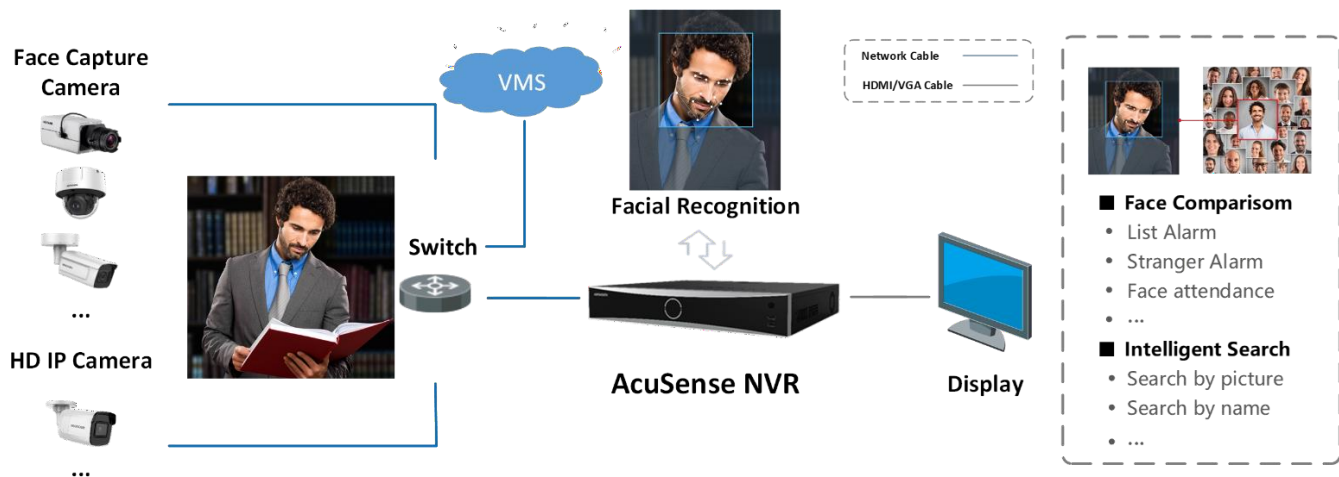 Face Capture
Camera
...
HD IP Camera
...
VMS
Switch
Facial Recognition
AcuSense NVR
Display
Network Cable
HDMI/VGA Cable
Face Comparisom
List Alarm
Stranger Alarm
Face attendance
...
Intelligent Search
Search by picture
Search by name
...